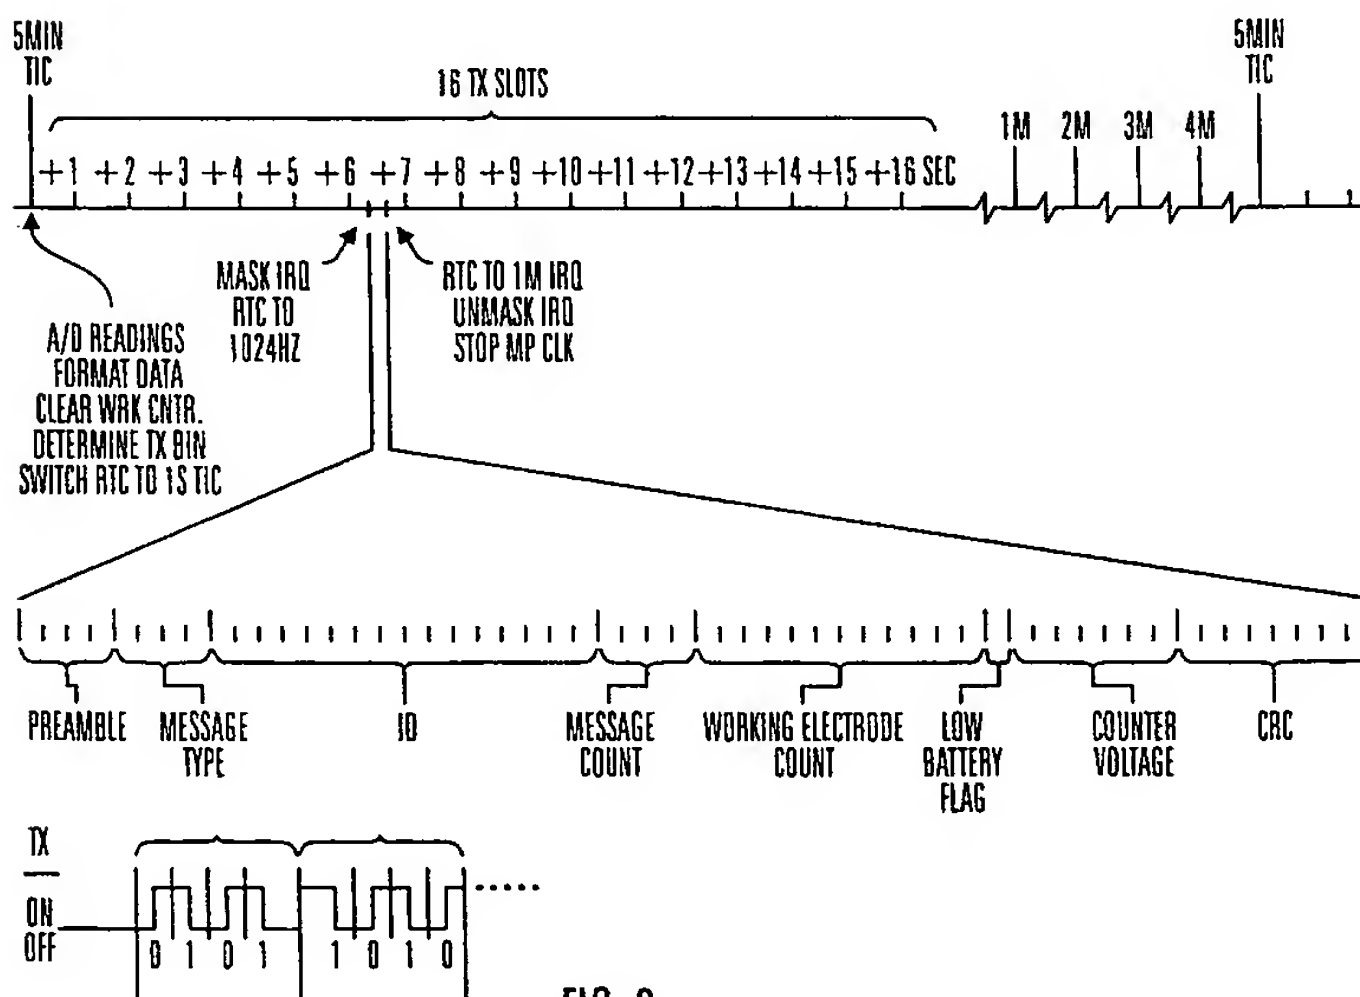 5MIN
TIC
5MIN
TIC
16 TX SLOTS
1M 2M 3M 4M
+1 +2 +3 +4 +5 +6 +7 +8 +9 +10 +11 +12 +13 +14 +15 +16 SEC
MASK IRQ
RTC TO
1024HZ
RTC TO 1M IRQ
UNMASK IRQ
STOP MP CLK
A/D READINGS
FORMAT DATA
CLEAR WRK CNTR.
DETERMINE TX BIN
SWITCH RTC TO 1S TIC
PREAMBLE
MESSAGE
TYPE
ID
MESSAGE
COUNT
WORKING ELECTRODE
COUNT
LOW
BATTERY
FLAG
COUNTER
VOLTAGE
CRC
TX
ON
OFF
0 1 0 1 1 0 1 0